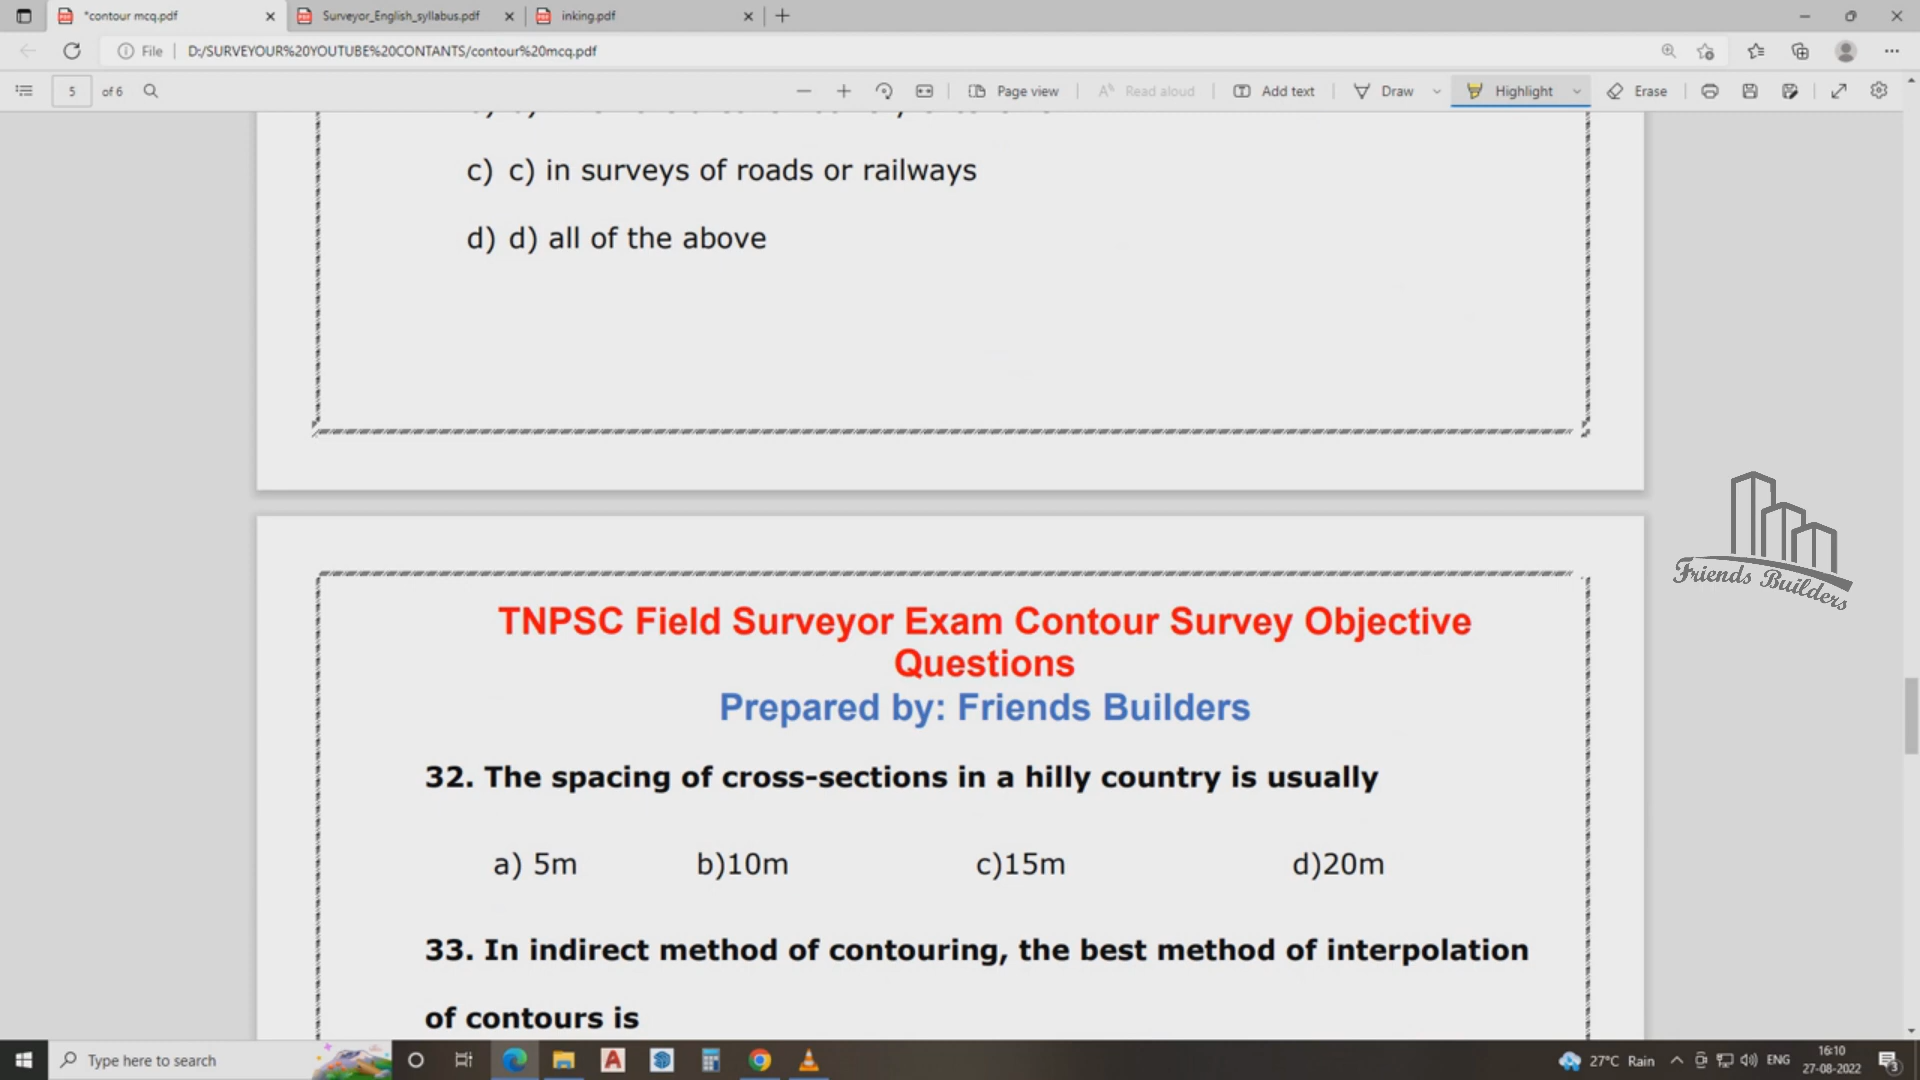 *contour mcq.pdf
Surveyor_English_syllabus.pdf
inking.pdf
File
D:/SURVEYOUR%20YOUTUBE%20CONTANTS/contour%20mcq.pdf
5 of 6
Page view
Read aloud
Add text
Draw
Highlight
Erase
c) c) in surveys of roads or railways
d) d) all of the above
Friends Builders
TNPSC Field Surveyor Exam Contour Survey Objective
Questions
Prepared by: Friends Builders
32. The spacing of cross-sections in a hilly country is usually
a) 5m b)10m c)15m d)20m
33. In indirect method of contouring, the best method of interpolation
of contours is
Type here to search
27°C Rain
ENG
16:10
27-08-2022
3